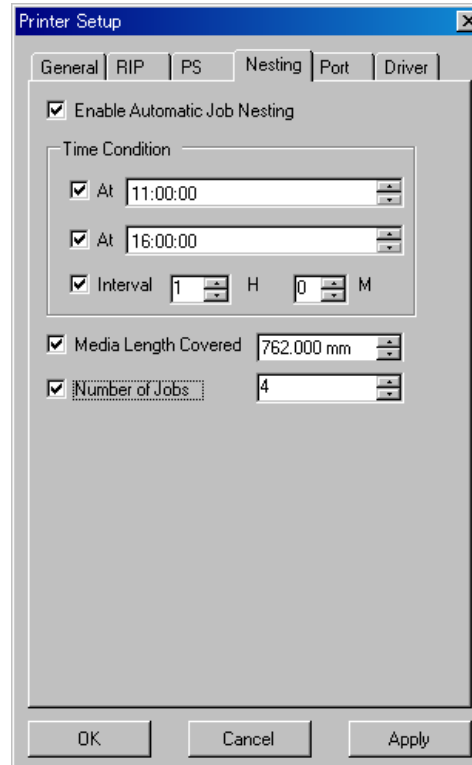 Printer Setup
General RIP PS Nesting Port Driver
Enable Automatic Job Nesting
Time Condition
At 11:00:00
At 16:00:00
Interval 1 H 0 M
Media Length Covered 762.000 mm
Number of Jobs 4
OK Cancel Apply